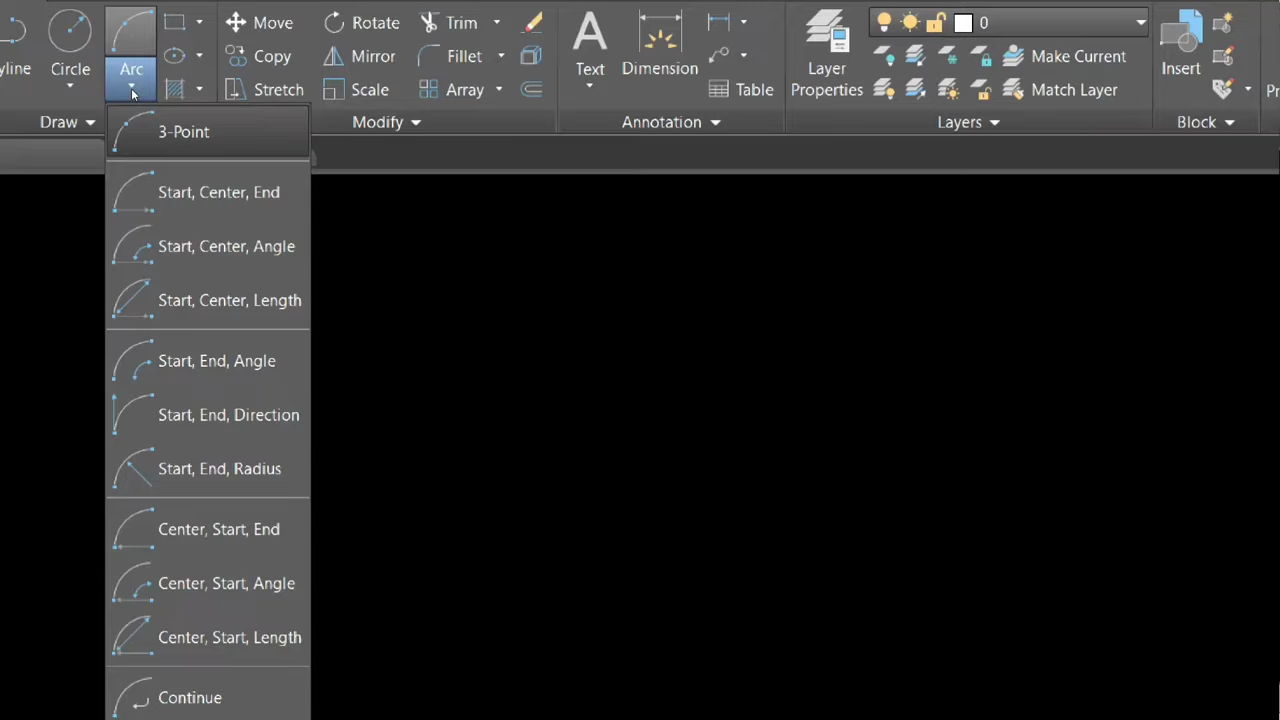 Move Rotate Trim 0
yline Circle Arc Copy Mirror Fillet Text Dimension Layer Properties Make Current Insert
Stretch Scale Array Table Match Layer Pr
Draw Modify Annotation Layers Block
3-Point
Start, Center, End
Start, Center, Angle
Start, Center, Length
Start, End, Angle
Start, End, Direction
Start, End, Radius
Center, Start, End
Center, Start, Angle
Center, Start, Length
Continue